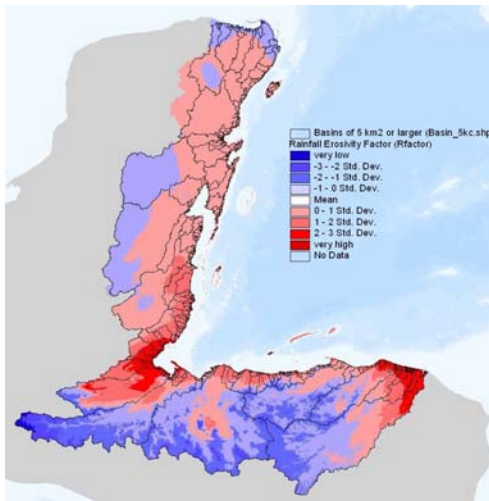 Basins of 5 km2 or larger (Basin_5kc.shp
Rainfall Erosivity Factor (Rfactor)
very low
-3 - -2 Std. Dev.
-2 - -1 Std. Dev.
-1 - 0 Std. Dev.
Mean
0 - 1 Std. Dev.
1 - 2 Std. Dev.
2 - 3 Std. Dev.
very high
No Data